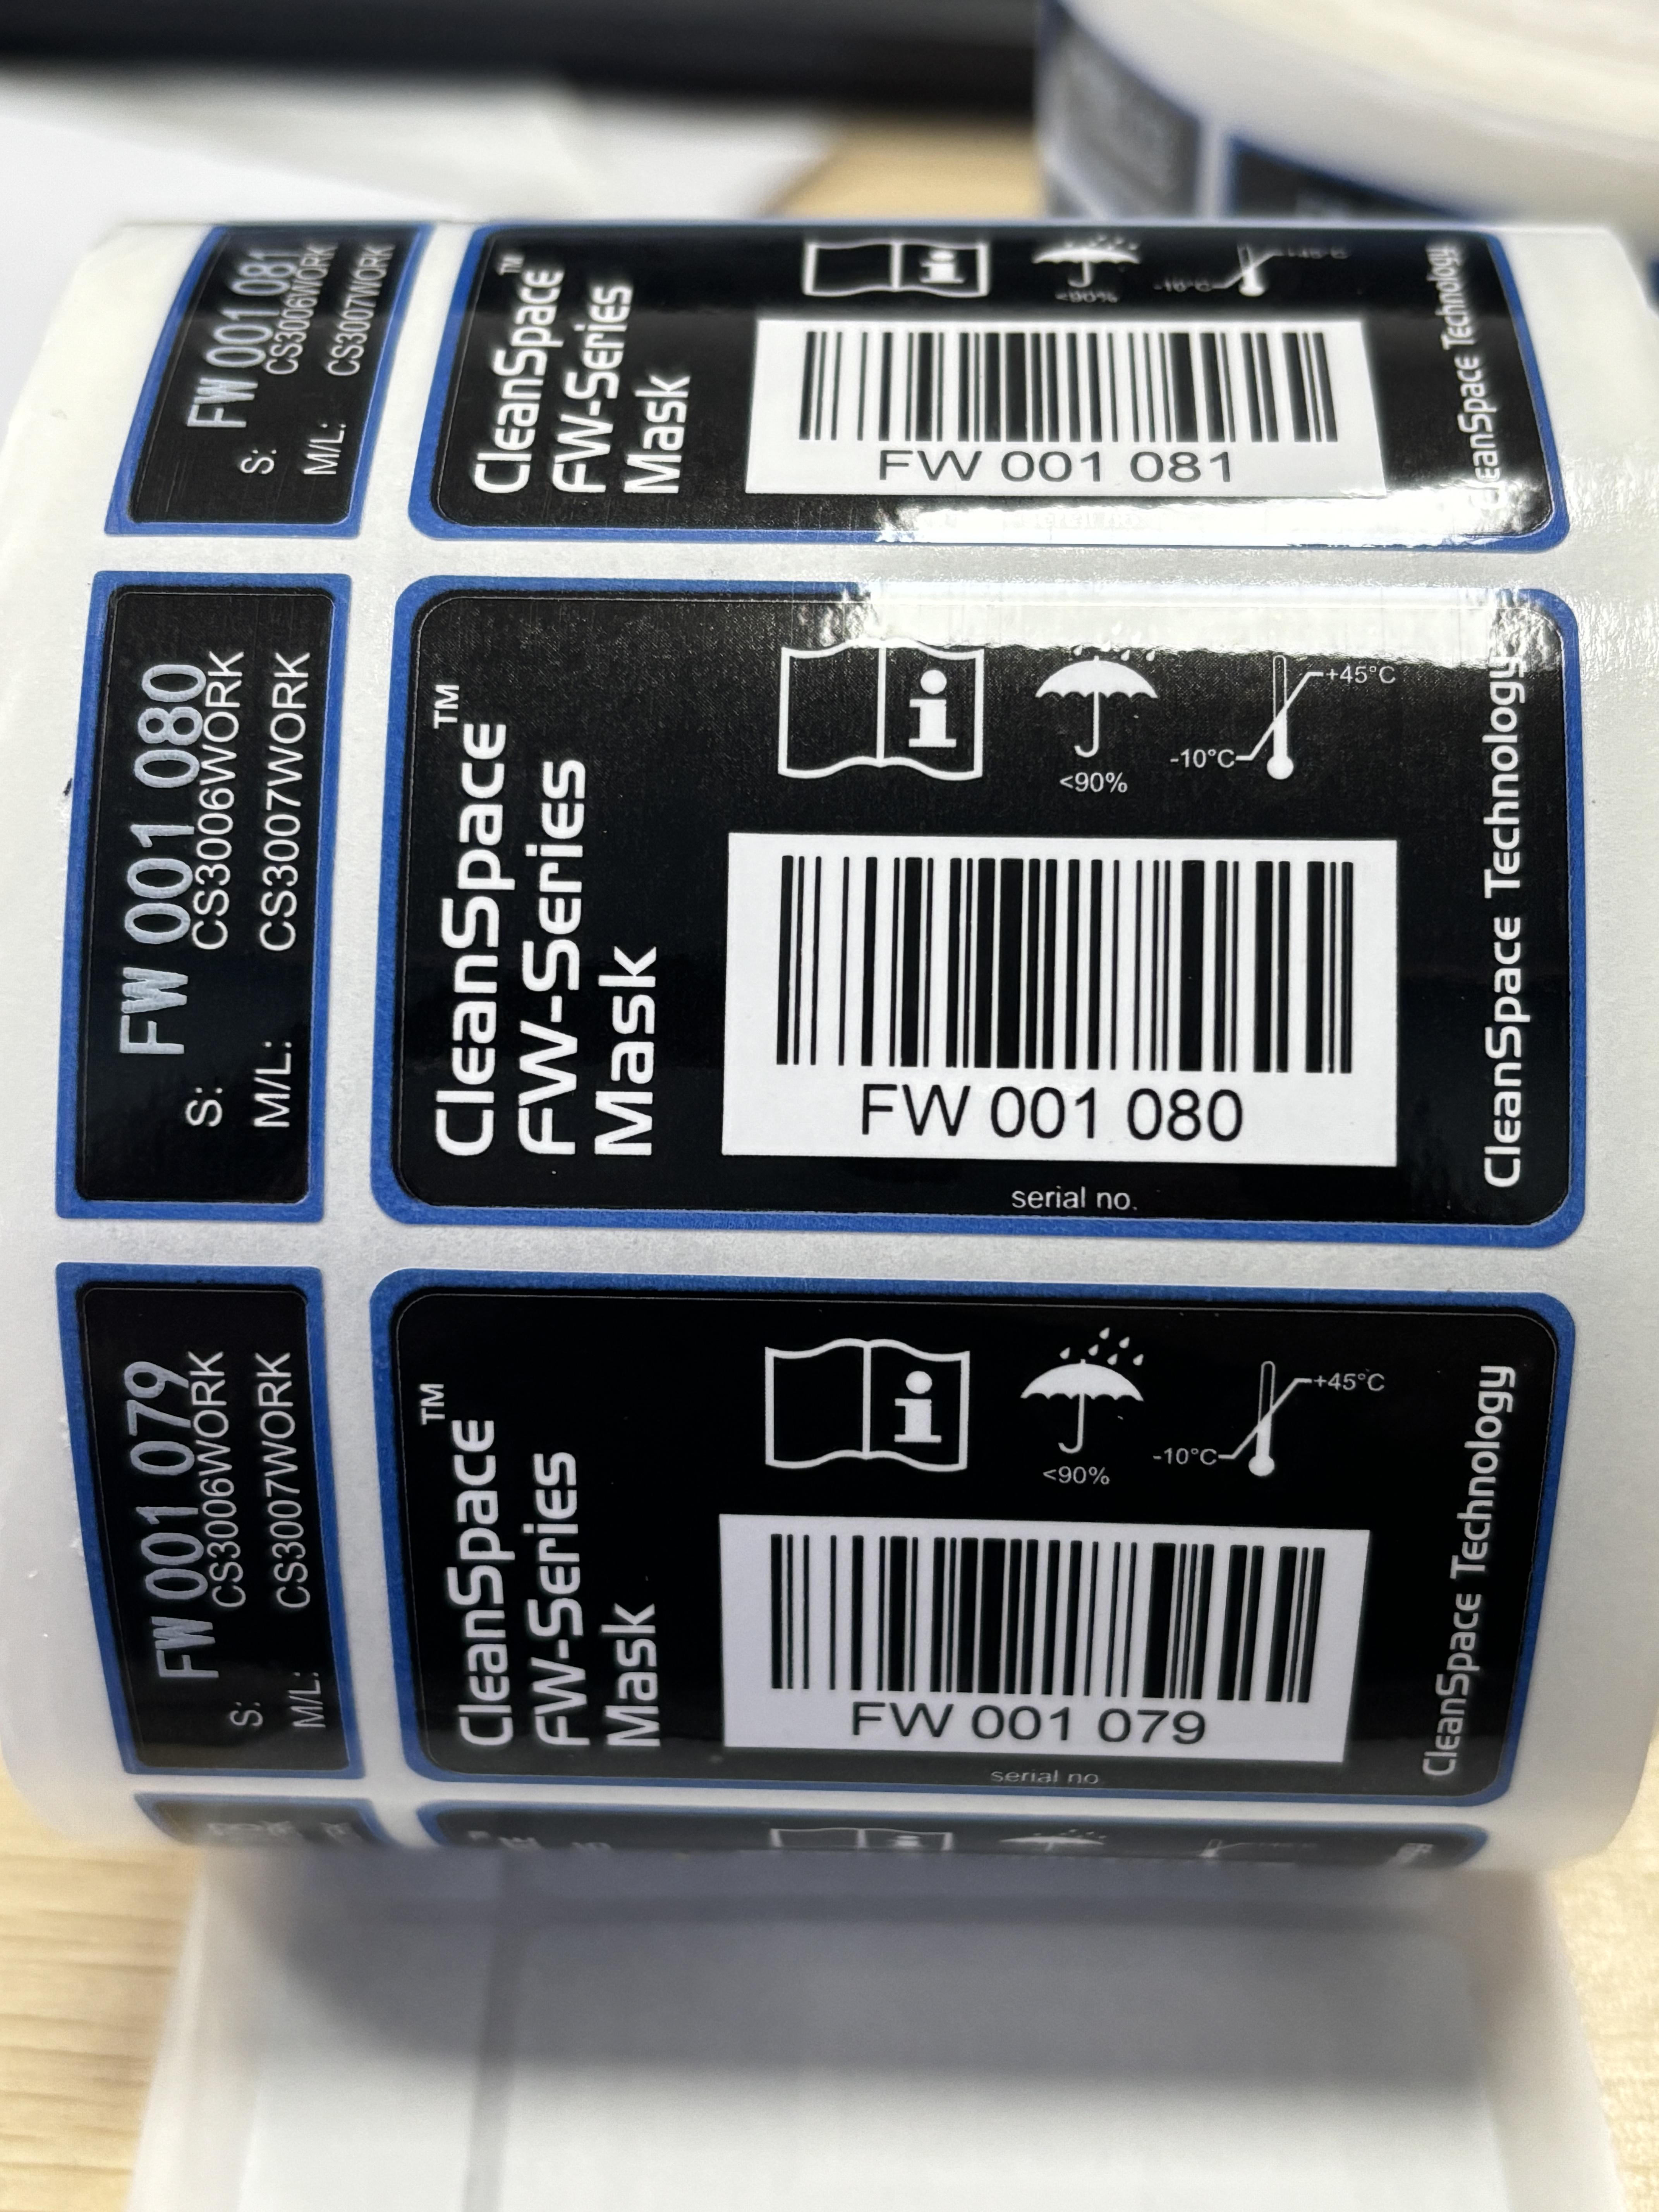 FW 001 081
S: CS3006WORK
M/L: CS3007WORK
CleanSpace™
FW-Series
Mask
<90%
-10°C
+45°C
FW 001 081
CleanSpace Technology
FW 001 080
S: CS3006WORK
M/L: CS3007WORK
CleanSpace™
FW-Series
Mask
<90%
-10°C
+45°C
FW 001 080
serial no.
CleanSpace Technology
FW 001 079
S: CS3006WORK
M/L: CS3007WORK
CleanSpace™
FW-Series
Mask
<90%
-10°C
+45°C
FW 001 079
serial no
CleanSpace Technology